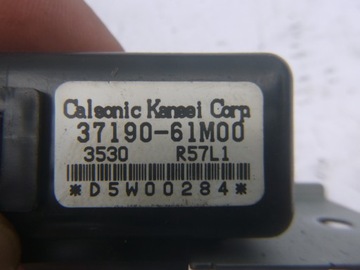 Calsonic Kansei Corp
37190-61M00
3530 R57L1
*D5W00284*